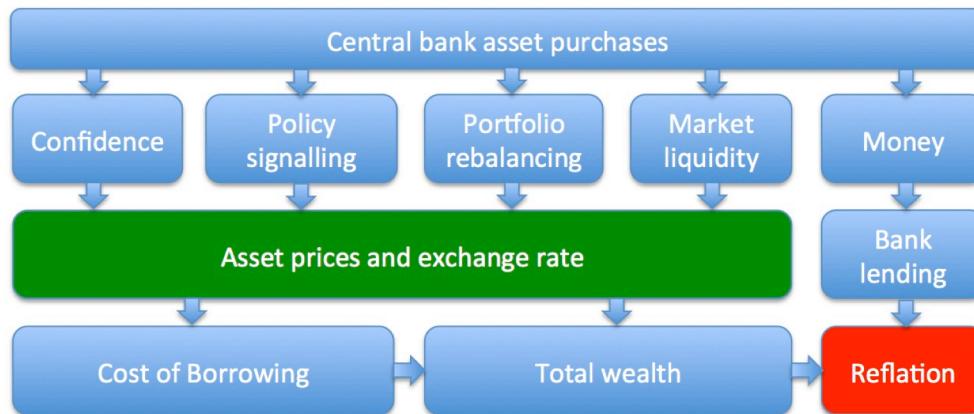 Central bank asset purchases
Confidence
Policy
signalling
Portfolio
rebalancing
Market
liquidity
Money
Asset prices and exchange rate
Bank
lending
Cost of Borrowing
Total wealth
Reflation